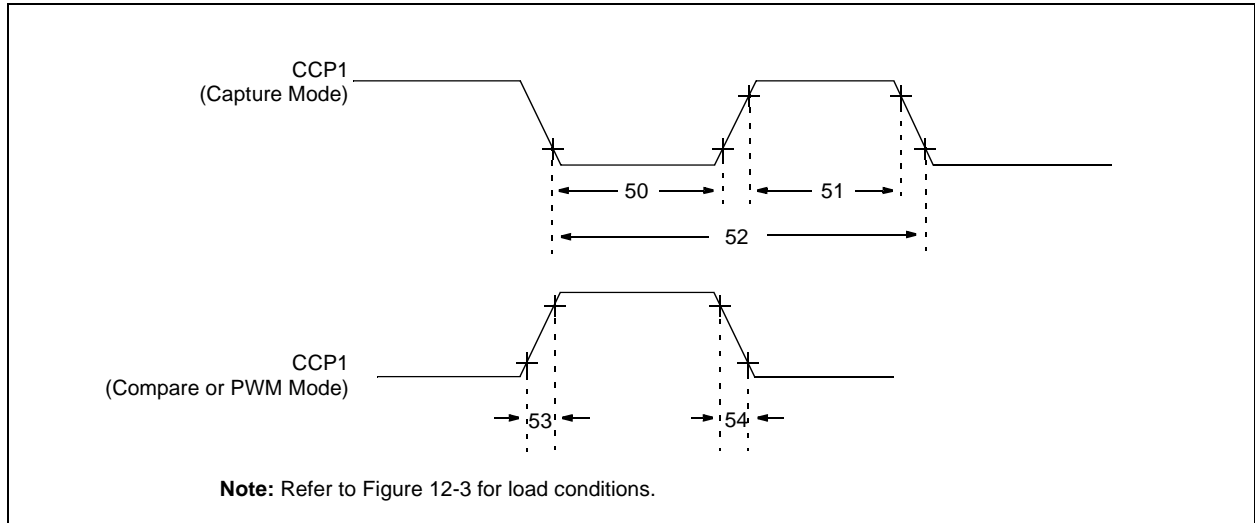 CCP1
(Capture Mode)
50
51
52
CCP1
(Compare or PWM Mode)
53
54
Note: Refer to Figure 12-3 for load conditions.